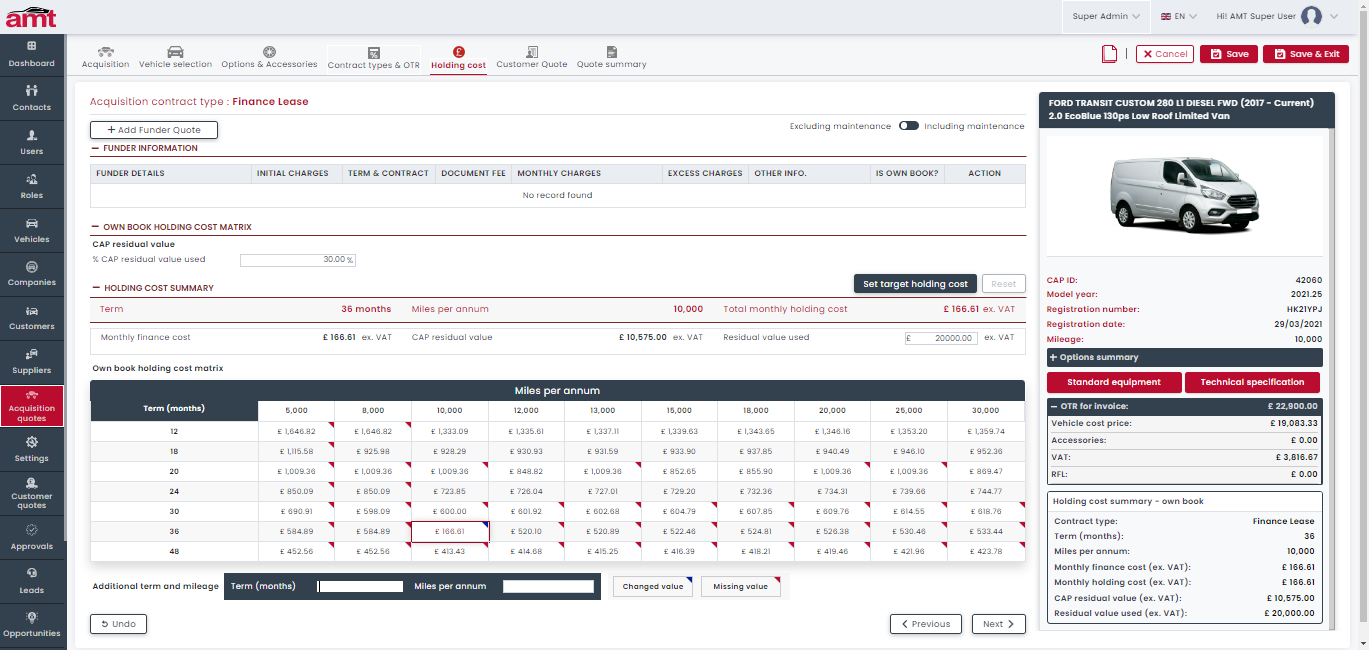 amt
Super Admin
EN
Hi! AMT Super User
Dashboard
Contacts
Users
Roles
Vehicles
Companies
Customers
Suppliers
Acquisition
quotes
Settings
Customer
quotes
Approvals
Leads
Opportunities
Acquisition
Vehicle selection
Options & Accessories
Contract types & OTR
Holding cost
Customer Quote
Quote summary
Cancel
Save
Save & Exit
Acquisition contract type : Finance Lease
+ Add Funder Quote
Excluding maintenance
Including maintenance
FUNDER INFORMATION
FUNDER DETAILS INITIAL CHARGES TERM & CONTRACT DOCUMENT FEE MONTHLY CHARGES EXCESS CHARGES OTHER INFO. IS OWN BOOK? ACTION
No record found
OWN BOOK HOLDING COST MATRIX
CAP residual value
% CAP residual value used 30.00 %
HOLDING COST SUMMARY
Set target holding cost
Reset
Term 36 months Miles per annum 10,000 Total monthly holding cost £ 166.61 ex. VAT
Monthly finance cost £ 166.61 ex. VAT CAP residual value £ 10,575.00 ex. VAT Residual value used £ 20000.00 ex. VAT
Own book holding cost matrix
Term (months) Miles per annum
5,000 8,000 10,000 12,000 13,000 15,000 18,000 20,000 25,000 30,000
12 £ 1,646.82 £ 1,646.82 £ 1,333.09 £ 1,335.61 £ 1,337.11 £ 1,339.63 £ 1,343.65 £ 1,346.16 £ 1,353.20 £ 1,359.74
18 £ 1,115.58 £ 925.98 £ 928.29 £ 930.93 £ 931.59 £ 933.90 £ 937.85 £ 940.49 £ 946.10 £ 952.36
20 £ 1,009.36 £ 1,009.36 £ 1,009.36 £ 848.82 £ 1,009.36 £ 852.65 £ 855.90 £ 1,009.36 £ 1,009.36 £ 869.47
24 £ 850.09 £ 850.09 £ 723.85 £ 726.04 £ 727.01 £ 729.20 £ 732.36 £ 734.31 £ 739.66 £ 744.77
30 £ 690.91 £ 598.09 £ 600.00 £ 601.92 £ 602.68 £ 604.79 £ 607.85 £ 609.76 £ 614.55 £ 618.76
36 £ 584.89 £ 584.89 £ 166.61 £ 520.10 £ 520.89 £ 522.46 £ 524.81 £ 526.38 £ 530.46 £ 533.44
48 £ 452.56 £ 452.56 £ 413.43 £ 414.68 £ 415.25 £ 416.39 £ 418.21 £ 419.46 £ 421.96 £ 423.78
Additional term and mileage Term (months) Miles per annum Changed value Missing value
Undo
Previous
Next
FORD TRANSIT CUSTOM 280 L1 DIESEL FWD (2017 - Current)
2.0 EcoBlue 130ps Low Roof Limited Van
CAP ID: 42060
Model year: 2021.25
Registration number: HK21YPJ
Registration date: 29/03/2021
Mileage: 10,000
+ Options summary
Standard equipment
Technical specification
OTR for invoice: £ 22,900.00
Vehicle cost price: £ 19,083.33
Accessories: £ 0.00
VAT: £ 3,816.67
RFL: £ 0.00
Holding cost summary - own book
Contract type: Finance Lease
Term (months): 36
Miles per annum: 10,000
Monthly finance cost (ex. VAT): £ 166.61
Monthly holding cost (ex. VAT): £ 166.61
CAP residual value (ex. VAT): £ 10,575.00
Residual value used (ex. VAT): £ 20,000.00